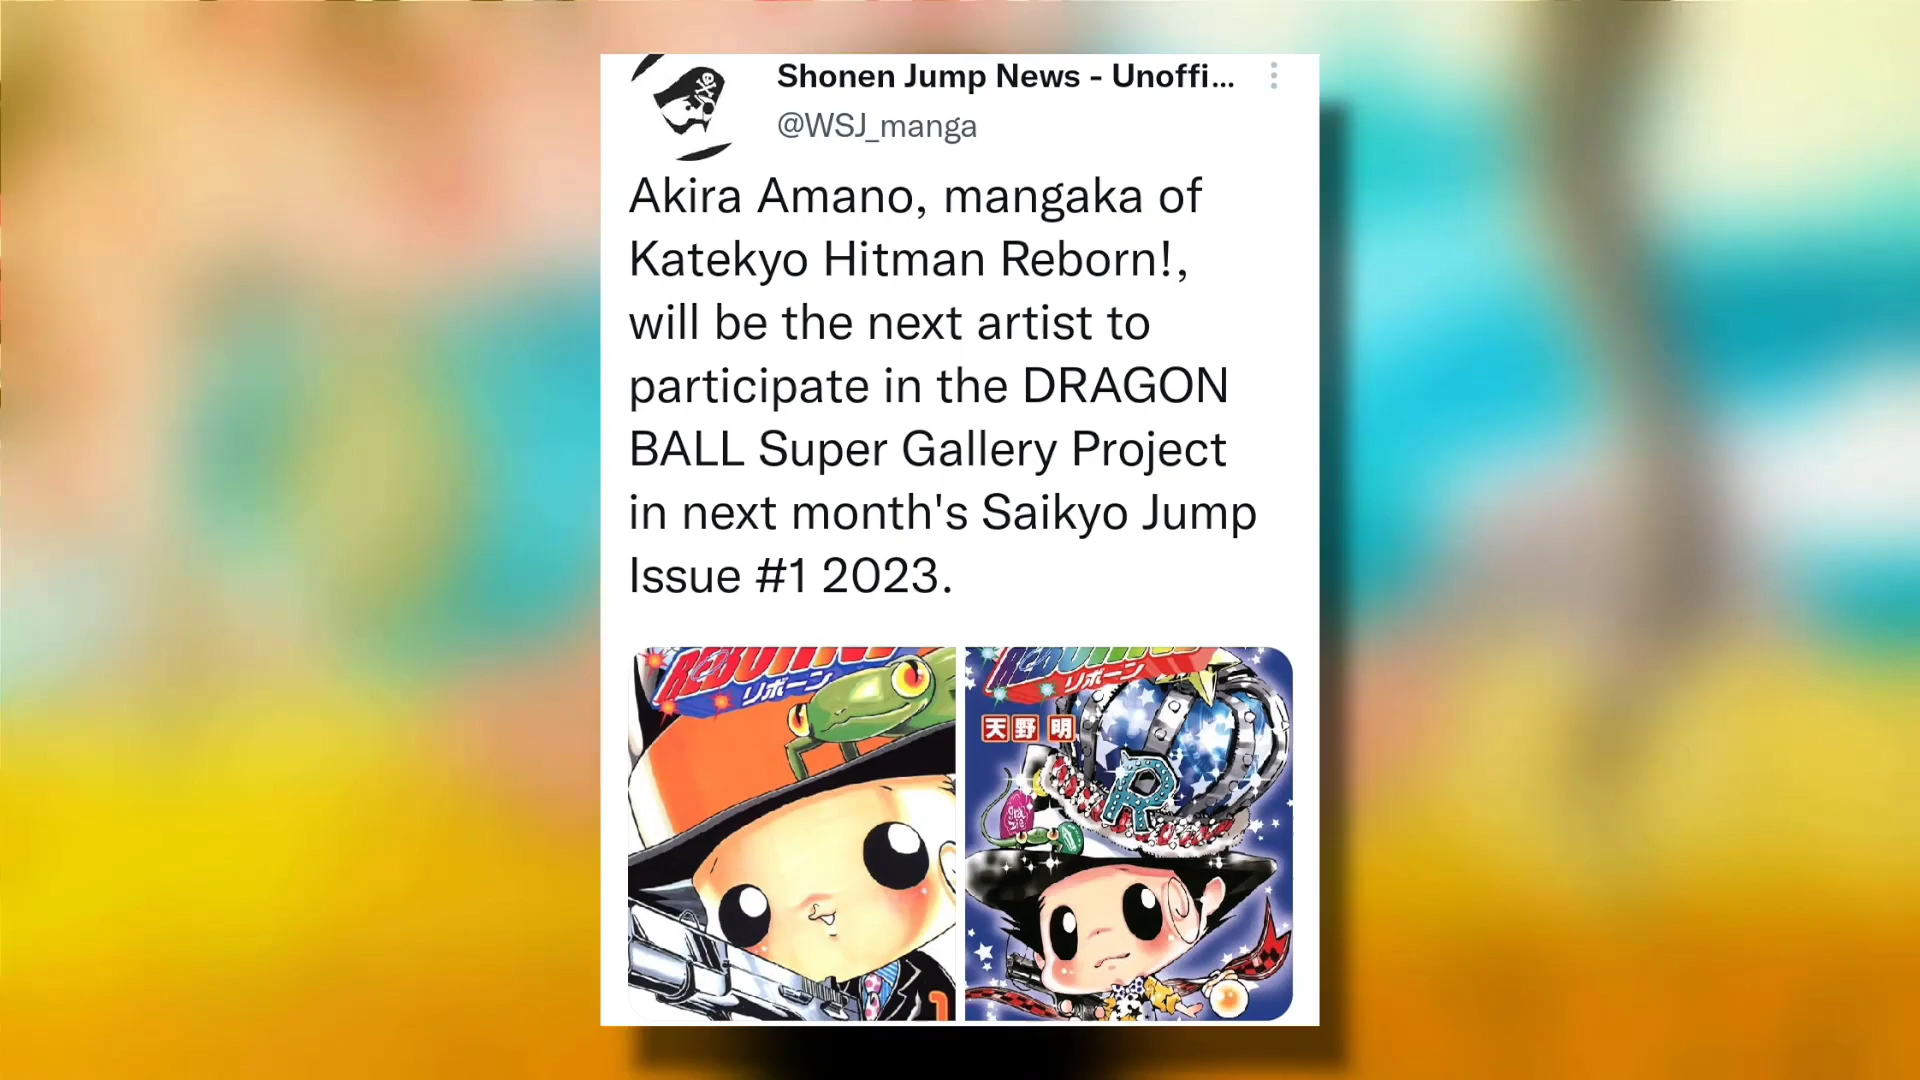 Shonen Jump News - Unoffi...
@WSJ_manga
Akira Amano, mangaka of
Katekyo Hitman Reborn!,
will be the next artist to
participate in the DRAGON
BALL Super Gallery Project
in next month's Saikyo Jump
Issue #1 2023.
リボーン
リボーン
天野 明
R
1